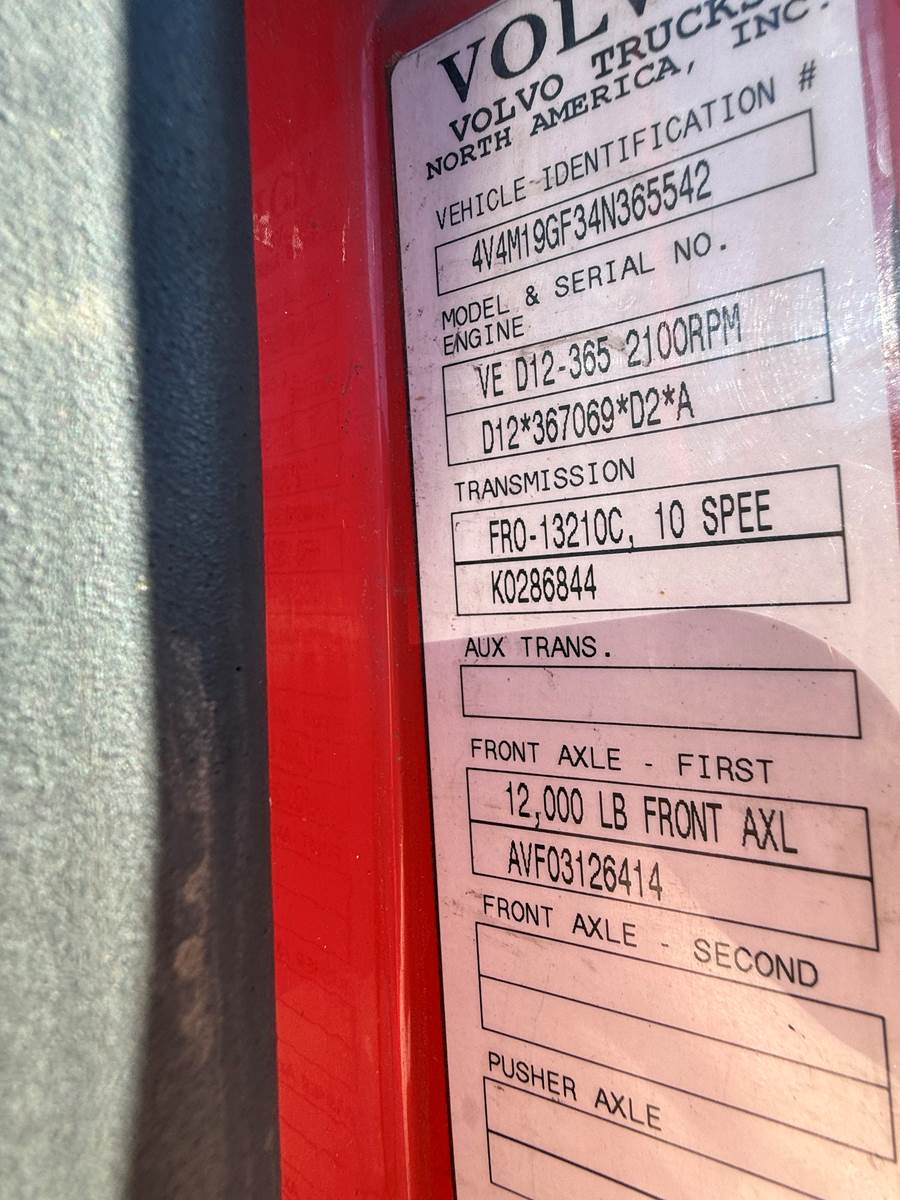 VOLV
VOLVO TRUCKS
NORTH AMERICA, INC.
VEHICLE IDENTIFICATION #
4V4M19GF34N365542
MODEL & SERIAL NO.
ENGINE
VE D12-365 2100RPM
D12*367069*D2*A
TRANSMISSION
FRO-13210C, 10 SPEE
K0286844
AUX TRANS.
FRONT AXLE - FIRST
12,000 LB FRONT AXL
AVF03126414
FRONT AXLE - SECOND
PUSHER AXLE